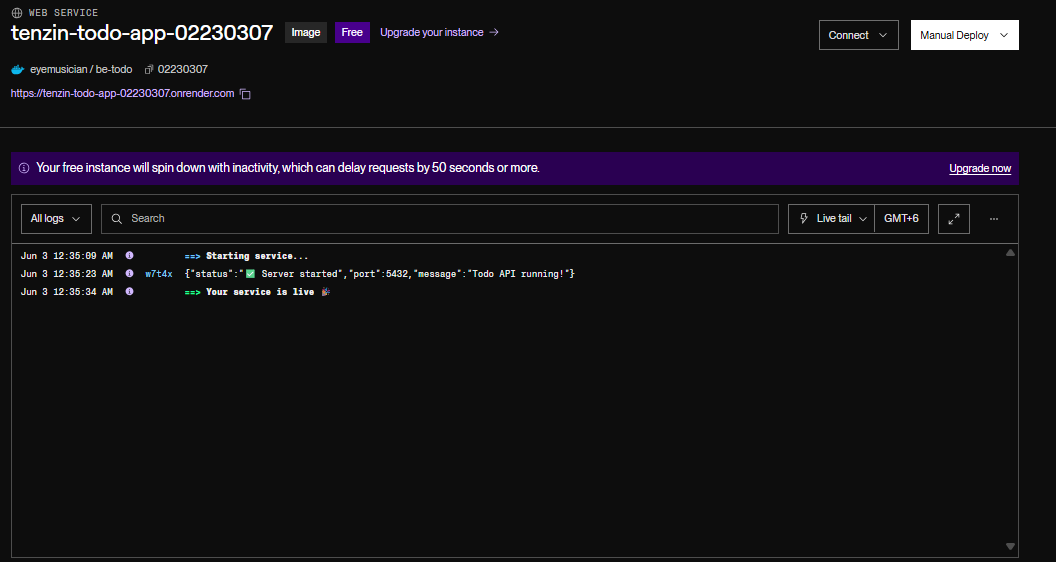 WEB SERVICE
tenzin-todo-app-02230307 Image Free Upgrade your instance → Connect Manual Deploy
eyemusician / be-todo 02230307
https://tenzin-todo-app-02230307.onrender.com
Your free instance will spin down with inactivity, which can delay requests by 50 seconds or more. Upgrade now
All logs Search Live tail GMT+6 ...
Jun 3 12:35:09 AM ==> Starting service...
Jun 3 12:35:23 AM w7t4x {"status":"✅ Server started","port":5432,"message":"Todo API running!"}
Jun 3 12:35:34 AM ==> Your service is live 🎉